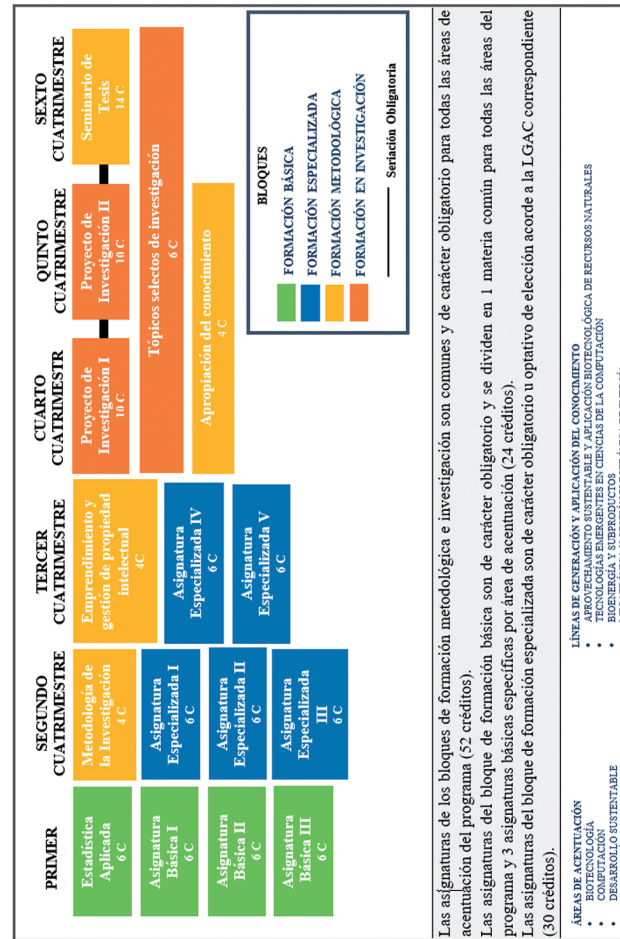 PRIMER
SEGUNDO
CUATRIMESTRE
TERCER
CUATRIMESTRE
CUARTO
CUATRIMESTR
QUINTO
CUATRIMESTRE
SEXTO
CUATRIMESTRE
Estadística
Aplicada
6 C
Asignatura
Básica I
6 C
Asignatura
Básica II
6 C
Asignatura
Básica III
6 C
Metodología de
la Investigación
4 C
Asignatura
Especializada I
6 C
Asignatura
Especializada II
6 C
Asignatura
Especializada
III
6 C
Emprendimiento y
gestión de propiedad
intelectual
4C
Asignatura
Especializada IV
6 C
Asignatura
Especializada V
6 C
Proyecto de
Investigación I
10 C
Proyecto de
Investigación II
10 C
Seminario de
Tesis
14 C
Tópicos selectos de investigación
6 C
Apropiación del conocimiento
4 C
BLOQUES
FORMACIÓN BÁSICA
FORMACIÓN ESPECIALIZADA
FORMACIÓN METODOLÓGICA
FORMACIÓN EN INVESTIGACIÓN
Seriación Obligatoria
Las asignaturas de los bloques de formación metodológica e investigación son comunes y de carácter obligatorio para todas las áreas de
acentuación del programa (52 créditos).
Las asignaturas del bloque de formación básica son de carácter obligatorio y se dividen en 1 materia común para todas las áreas del
programa y 3 asignaturas básicas específicas por área de acentuación (24 créditos).
Las asignaturas del bloque de formación especializada son de carácter obligatorio u optativo de elección acorde a la LGAC correspondiente
(30 créditos).
ÁREAS DE ACENTUACIÓN
• BIOTECNOLOGÍA
• COMPUTACIÓN
• DESARROLLO SUSTENTABLE
LÍNEAS DE GENERACIÓN Y APLICACIÓN DEL CONOCIMIENTO
• APROVECHAMIENTO SUSTENTABLE Y APLICACIÓN BIOTECNOLÓGICA DE RECURSOS NATURALES
• TECNOLOGÍAS EMERGENTES EN CIENCIAS DE LA COMPUTACIÓN
• BIOENERGÍA Y SUBPRODUCTOS